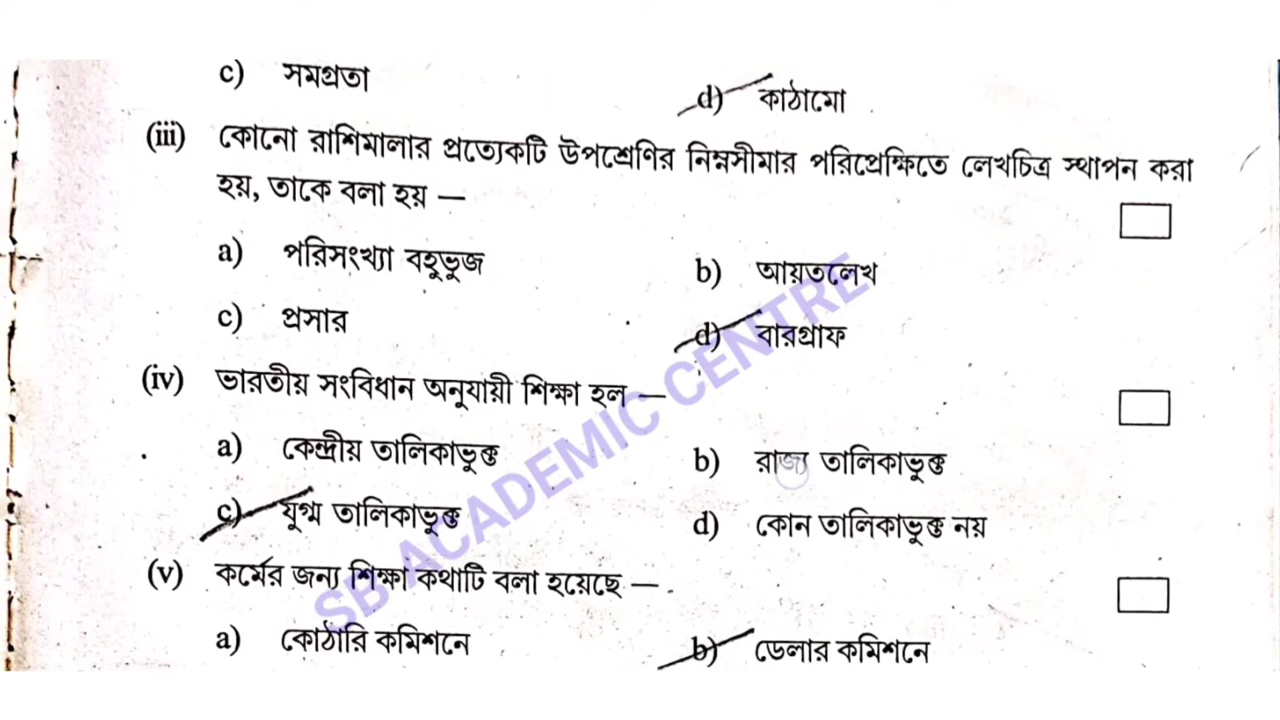 c) সমগ্রতা
d) কাঠামো
(iii) কোনো রাশিমালার প্রত্যেকটি উপশ্রেণির নিম্নসীমার পরিপ্রেক্ষিতে লেখচিত্র স্থাপন করা
হয়, তাকে বলা হয় —
a) পরিসংখ্যা বহুভুজ
b) আয়তলেখ
c) প্রসার
d) বারগ্রাফ
(iv) ভারতীয় সংবিধান অনুযায়ী শিক্ষা হল —
a) কেন্দ্রীয় তালিকাভুক্ত
b) রাজ্য তালিকাভুক্ত
c) যুগ্ম তালিকাভুক্ত
d) কোন তালিকাভুক্ত নয়
(v) কর্মের জন্য শিক্ষা কথাটি বলা হয়েছে —
a) কোঠারি কমিশনে
b) ডেলার কমিশনে
SB ACADEMIC CENTRE